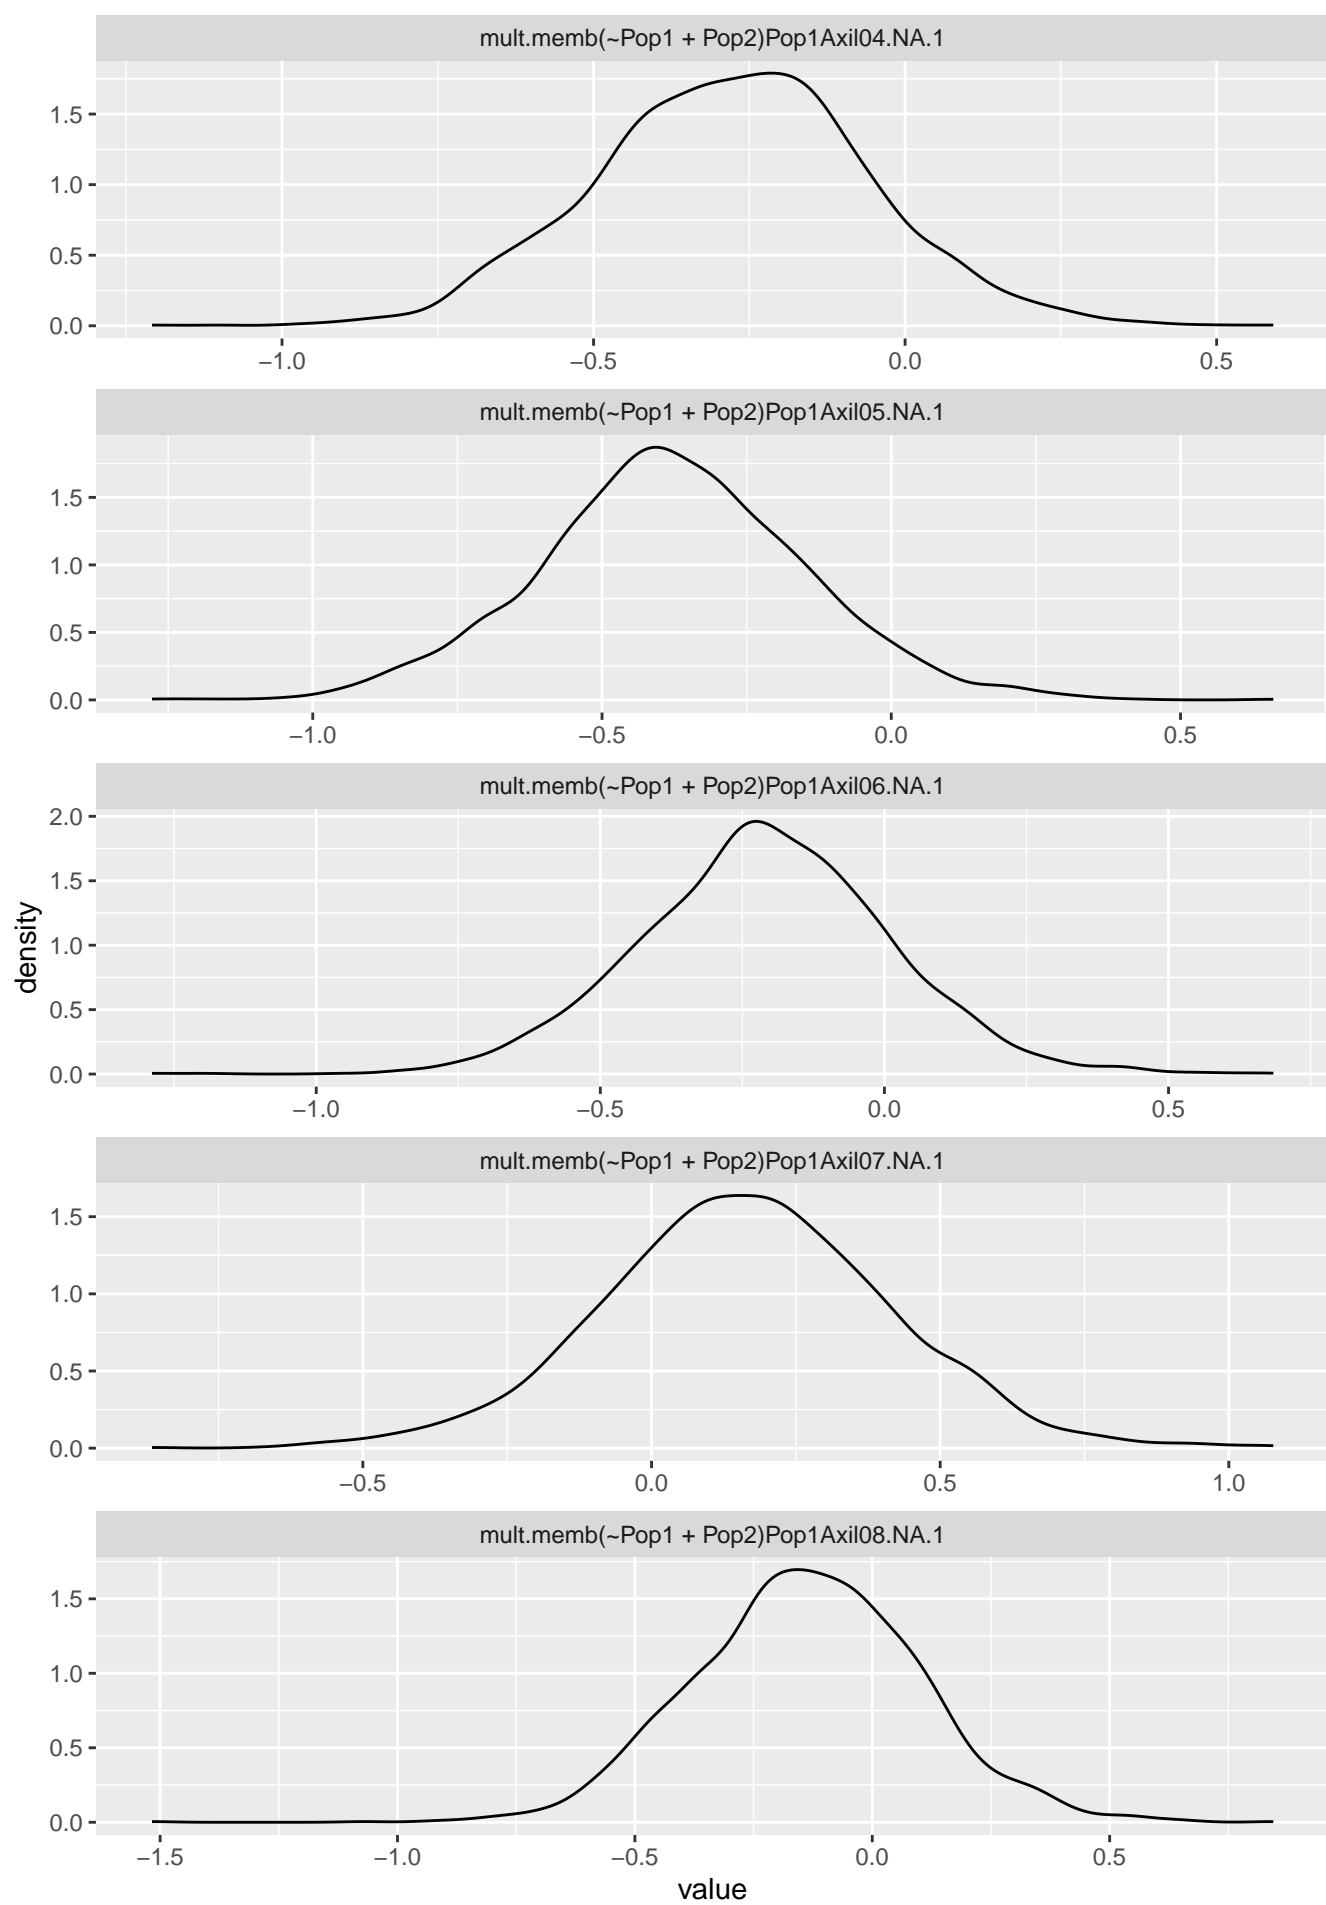 mult.memb(~Pop1 + Pop2)Pop1Axil04.NA.1
1.5
1.0
0.5
0.0
−1.0 −0.5 0.0 0.5
mult.memb(~Pop1 + Pop2)Pop1Axil05.NA.1
1.5
1.0
0.5
0.0
−1.0 −0.5 0.0 0.5
mult.memb(~Pop1 + Pop2)Pop1Axil06.NA.1
2.0
1.5
1.0
0.5
0.0
density
−1.0 −0.5 0.0 0.5
mult.memb(~Pop1 + Pop2)Pop1Axil07.NA.1
1.5
1.0
0.5
0.0
−0.5 0.0 0.5 1.0
mult.memb(~Pop1 + Pop2)Pop1Axil08.NA.1
1.5
1.0
0.5
0.0
−1.5 −1.0 −0.5 0.0 0.5
value